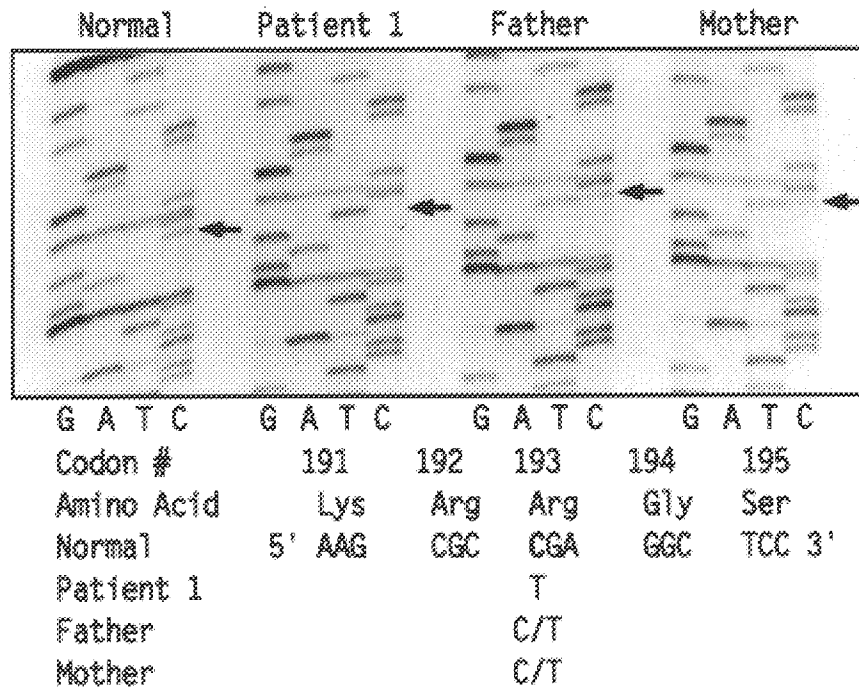 Normal Patient 1 Father Mother
G A T C G A T C G A T C G A T C
Codon # 191 192 193 194 195
Amino Acid Lys Arg Arg Gly Ser
Normal 5' AAG CGC CGA GGC TCC 3'
Patient 1 T
Father C/T
Mother C/T